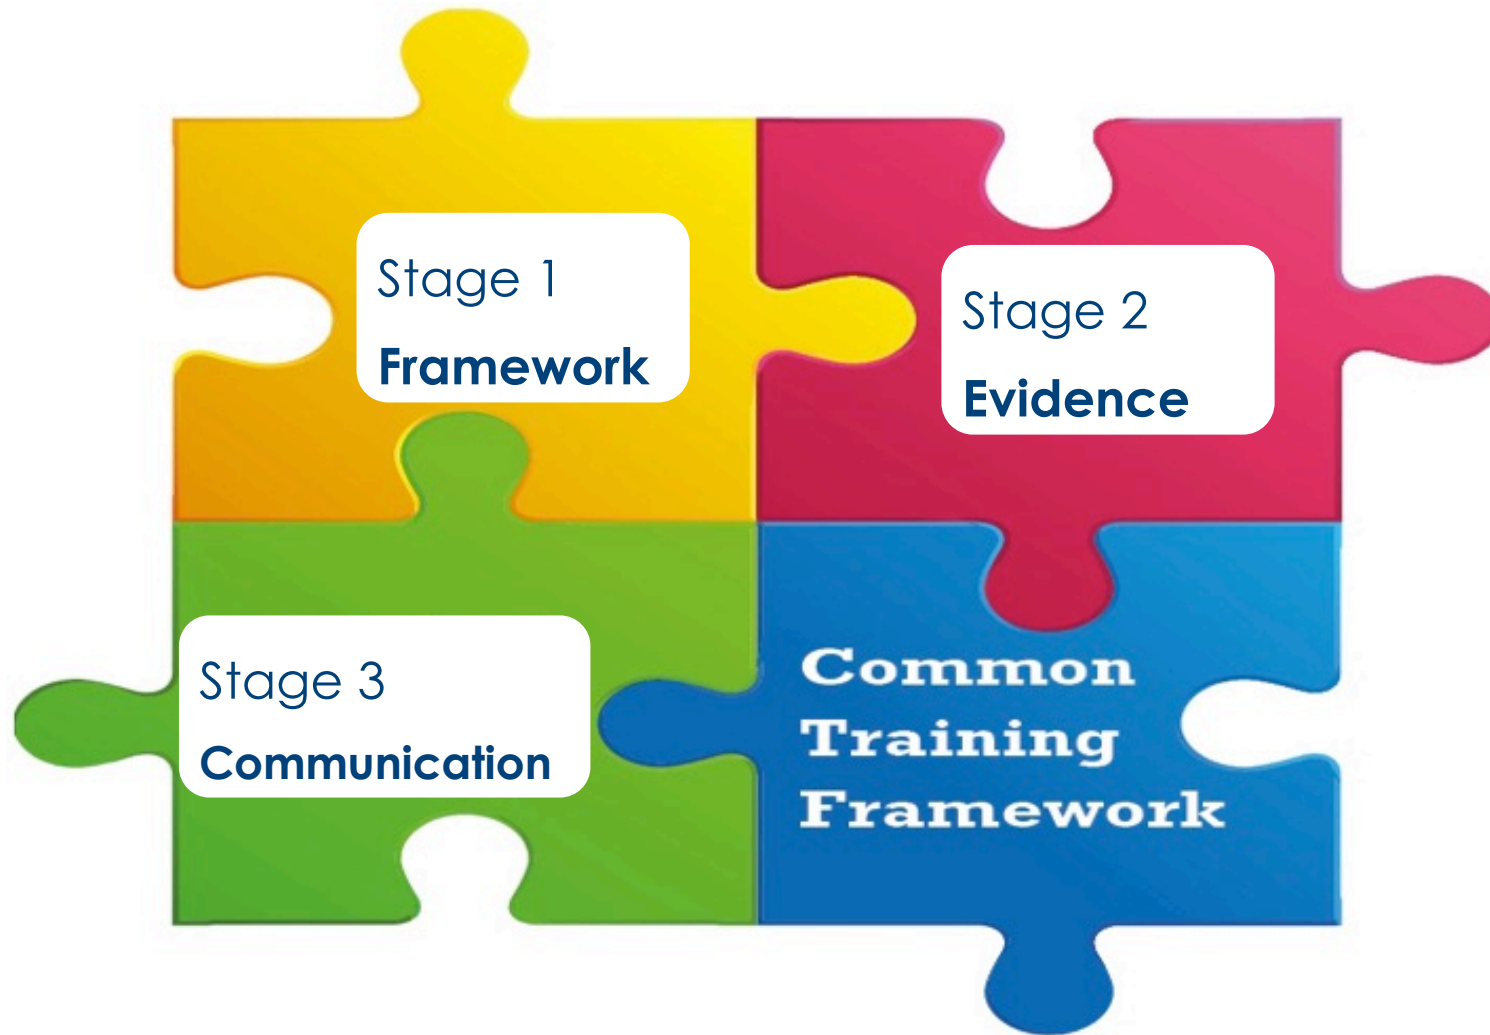 Stage 1
Framework
Stage 2
Evidence
Stage 3
Communication
Common
Training
Framework